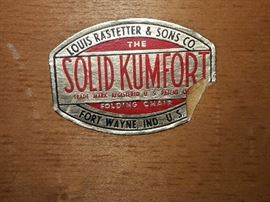 LOUIS RASTETTER & SONS CO.
THE
SOLID KUMFORT
TRADE MARK REGISTERED U.S. PATENT
FOLDING CHAIR
FORT WAYNE, IND. U.S.